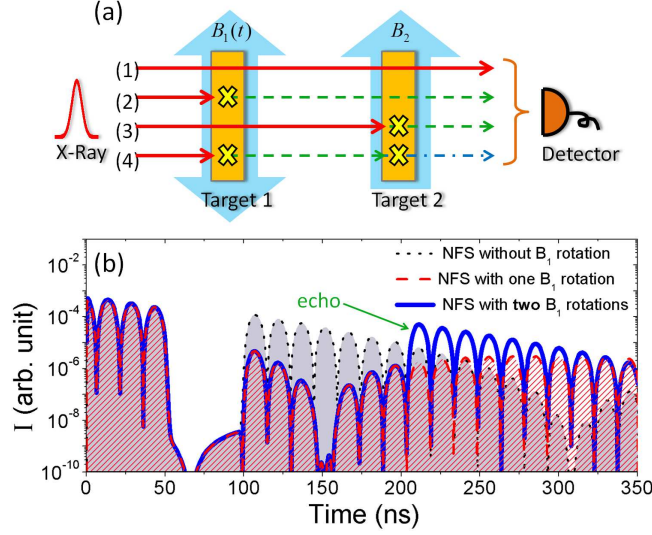 (a)
B₁(t)
B₂
(1)
(2)
(3)
(4)
X-Ray
Target 1
Target 2
Detector
(b)
NFS without B₁ rotation
NFS with one B₁ rotation
NFS with two B₁ rotations
echo
I (arb. unit)
10⁻²
10⁻⁴
10⁻⁶
10⁻⁸
10⁻¹⁰
0 50 100 150 200 250 300 350
Time (ns)